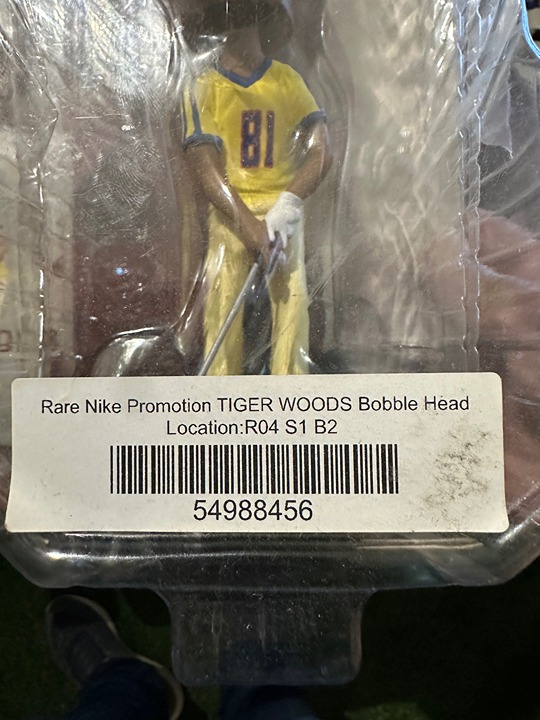 81
Rare Nike Promotion TIGER WOODS Bobble Head
Location:R04 S1 B2
54988456